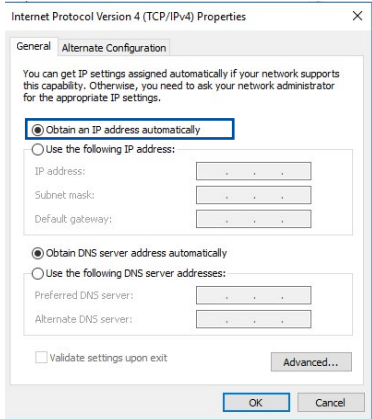 Internet Protocol Version 4 (TCP/IPv4) Properties
General Alternate Configuration
You can get IP settings assigned automatically if your network supports
this capability. Otherwise, you need to ask your network administrator
for the appropriate IP settings.
Obtain an IP address automatically
Use the following IP address:
IP address:
Subnet mask:
Default gateway:
Obtain DNS server address automatically
Use the following DNS server addresses:
Preferred DNS server:
Alternate DNS server:
Validate settings upon exit
Advanced...
OK Cancel